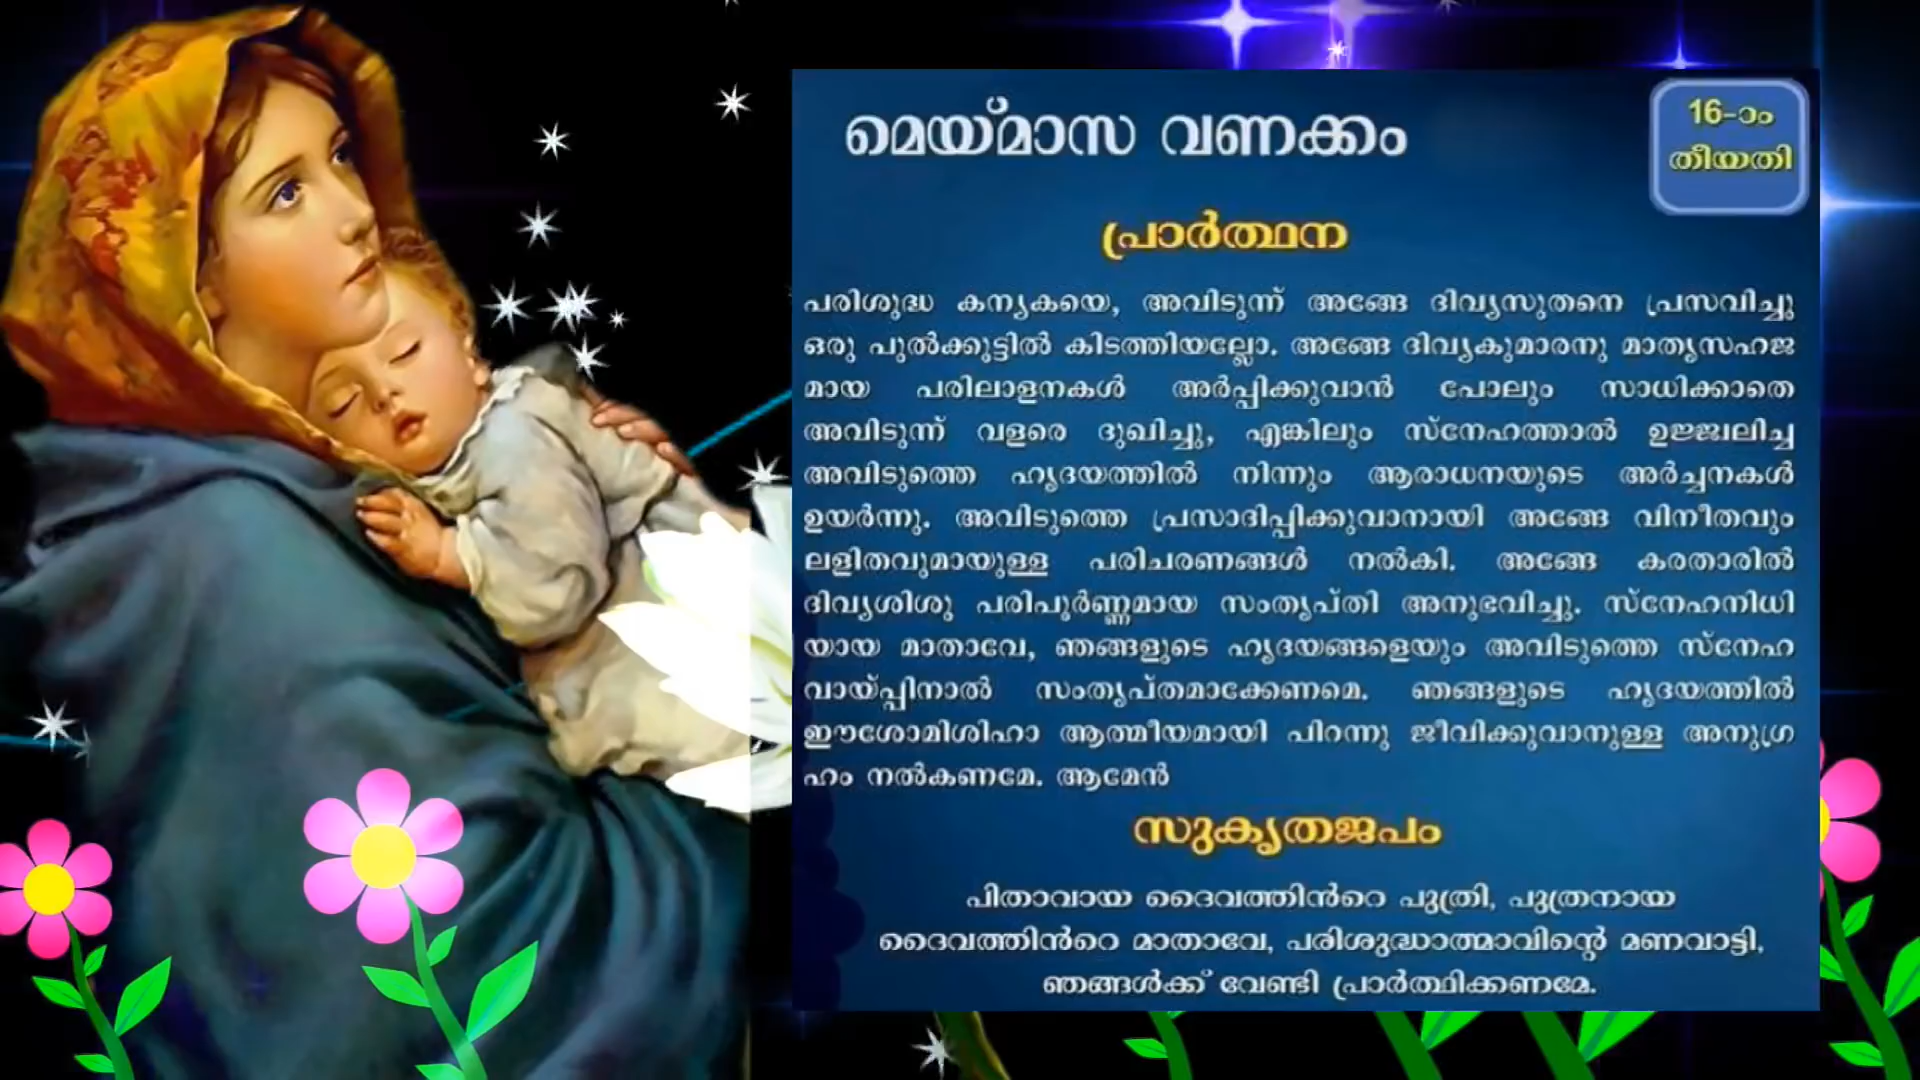 മെയ്മാസ വണക്കം
16-ാം
തീയതി
പ്രാർത്ഥന
പരിശുദ്ധ കന്യകയെ, അവിടുന്ന് അങ്ങേ ദിവ്യസുതനെ പ്രസവിച്ചു
ഒരു പുൽക്കൂട്ടിൽ കിടത്തിയല്ലോ. അങ്ങേ ദിവ്യകുമാരനു മാതൃസഹജ
മായ പരിലാളനകൾ അർപ്പിക്കുവാൻ പോലും സാധിക്കാതെ
അവിടുന്ന് വളരെ ദുഖിച്ചു, എങ്കിലും സ്നേഹത്താൽ ഉജ്ജ്വലിച്ച
അവിടുത്തെ ഹൃദയത്തിൽ നിന്നും ആരാധനയുടെ അർച്ചനകൾ
ഉയർന്നു. അവിടുത്തെ പ്രസാദിപ്പിക്കുവാനായി അങ്ങേ വിനീതവും
ലളിതവുമായുള്ള പരിചരണങ്ങൾ നൽകി. അങ്ങേ കരതാരിൽ
ദിവ്യശിശു പരിപൂർണ്ണമായ സംതൃപ്തി അനുഭവിച്ചു. സ്നേഹനിധി
യായ മാതാവേ, ഞങ്ങളുടെ ഹൃദയങ്ങളെയും അവിടുത്തെ സ്നേഹ
വായ്പ്പിനാൽ സംതൃപ്തമാക്കേണമെ. ഞങ്ങളുടെ ഹൃദയത്തിൽ
ഈശോമിശിഹാ ആത്മീയമായി പിറന്നു ജീവിക്കുവാനുള്ള അനുഗ്ര
ഹം നൽകണമേ. ആമേൻ
സുകൃതജപം
പിതാവായ ദൈവത്തിൻറെ പുത്രി, പുത്രനായ
ദൈവത്തിൻറെ മാതാവേ, പരിശുദ്ധാത്മാവിന്റെ മണവാട്ടി,
ഞങ്ങൾക്ക് വേണ്ടി പ്രാർത്ഥിക്കണമേ.